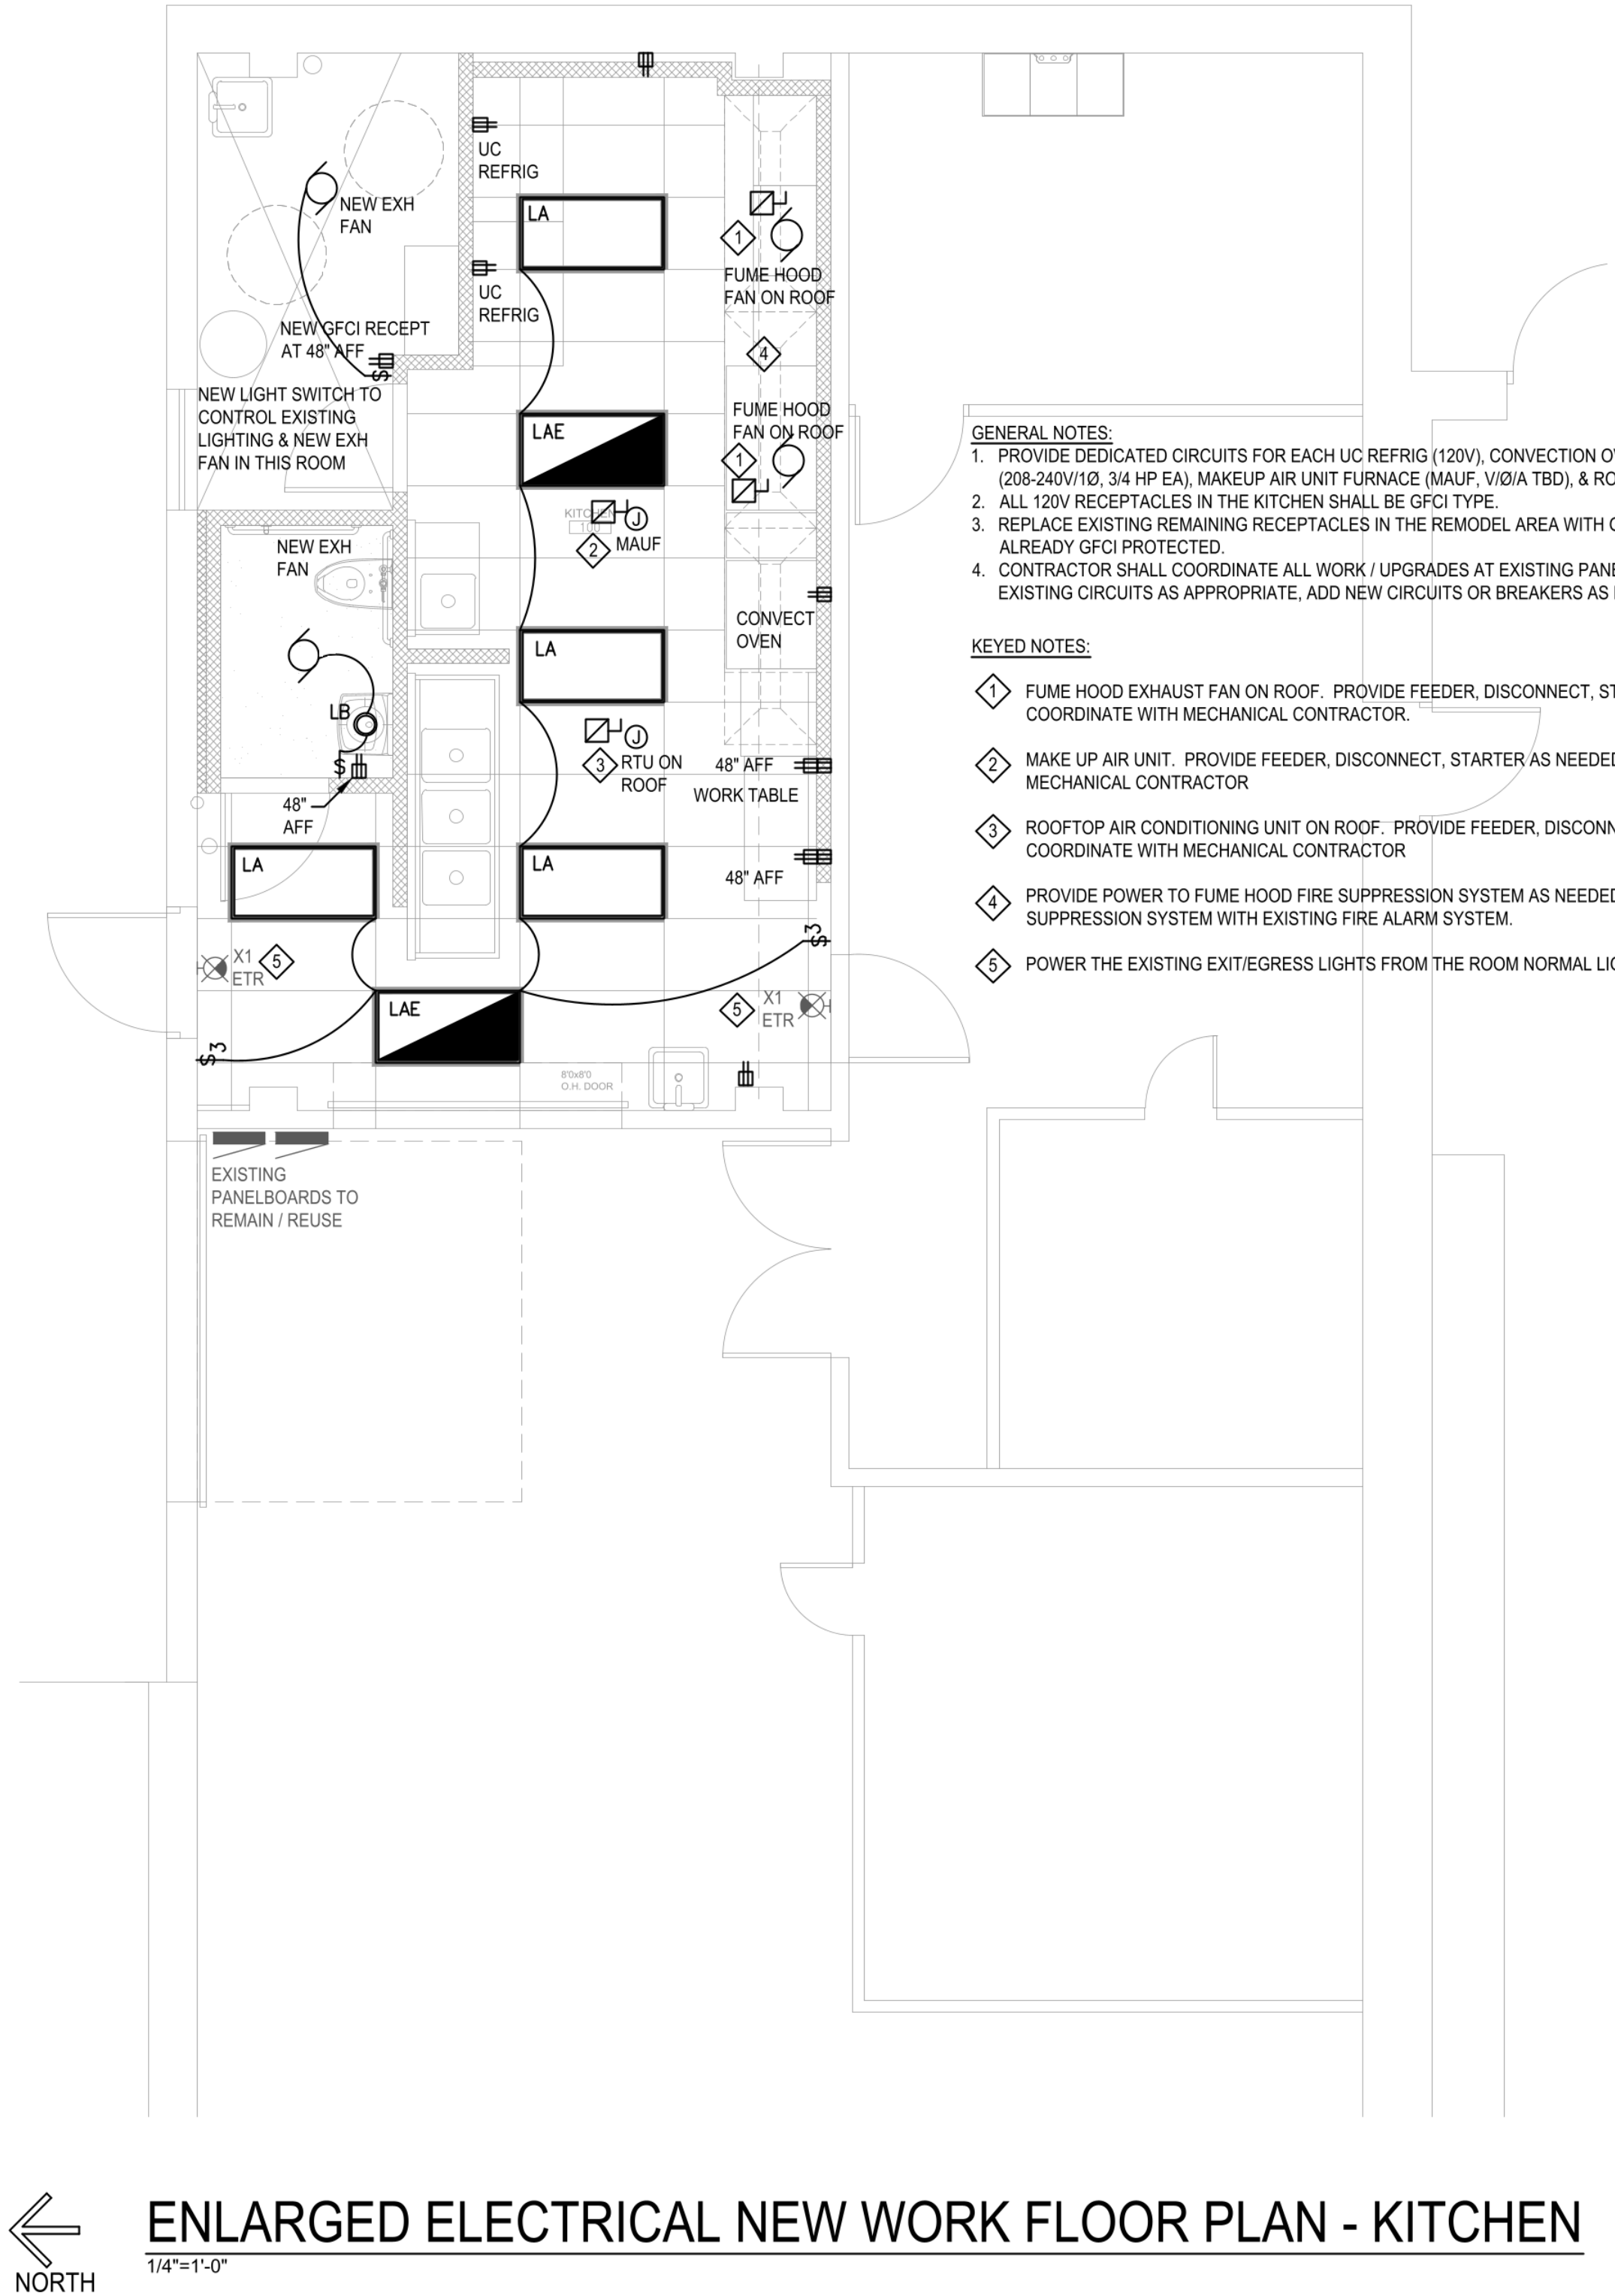 UC
REFRIG
LA
NEW EXH
FAN
1
FUME HOOD
FAN ON ROOF
UC
REFRIG
NEW GFCI RECEPT
AT 48" AFF
$
4
NEW LIGHT SWITCH TO
CONTROL EXISTING
LIGHTING & NEW EXH
FAN IN THIS ROOM
FUME HOOD
FAN ON ROOF
LAE
1
KITCHEN
100
J
2
MAUF
NEW EXH
FAN
CONVECT
OVEN
LA
LB
$
J
3
RTU ON
ROOF
48" AFF
WORK TABLE
48"
AFF
LA
LA
48" AFF
$3
X1
ETR
5
5
X1
ETR
LAE
$3
8'0x8'0
O.H. DOOR
EXISTING
PANELBOARDS TO
REMAIN / REUSE
GENERAL NOTES:
1. PROVIDE DEDICATED CIRCUITS FOR EACH UC REFRIG (120V), CONVECTION
(208-240V/1Ø, 3/4 HP EA), MAKEUP AIR UNIT FURNACE (MAUF, V/Ø/A TBD), &
2. ALL 120V RECEPTACLES IN THE KITCHEN SHALL BE GFCI TYPE.
3. REPLACE EXISTING REMAINING RECEPTACLES IN THE REMODEL AREA WITH
ALREADY GFCI PROTECTED.
4. CONTRACTOR SHALL COORDINATE ALL WORK / UPGRADES AT EXISTING
EXISTING CIRCUITS AS APPROPRIATE, ADD NEW CIRCUITS OR BREAKERS AS
KEYED NOTES:
1 FUME HOOD EXHAUST FAN ON ROOF. PROVIDE FEEDER, DISCONNECT,
COORDINATE WITH MECHANICAL CONTRACTOR.
2 MAKE UP AIR UNIT. PROVIDE FEEDER, DISCONNECT, STARTER AS NEEDED
MECHANICAL CONTRACTOR
3 ROOFTOP AIR CONDITIONING UNIT ON ROOF. PROVIDE FEEDER,
COORDINATE WITH MECHANICAL CONTRACTOR
4 PROVIDE POWER TO FUME HOOD FIRE SUPPRESSION SYSTEM AS NEEDED
SUPPRESSION SYSTEM WITH EXISTING FIRE ALARM SYSTEM.
5 POWER THE EXISTING EXIT/EGRESS LIGHTS FROM THE ROOM NORMAL
ENLARGED ELECTRICAL NEW WORK FLOOR PLAN - KITCHEN
1/4"=1'-0"
NORTH